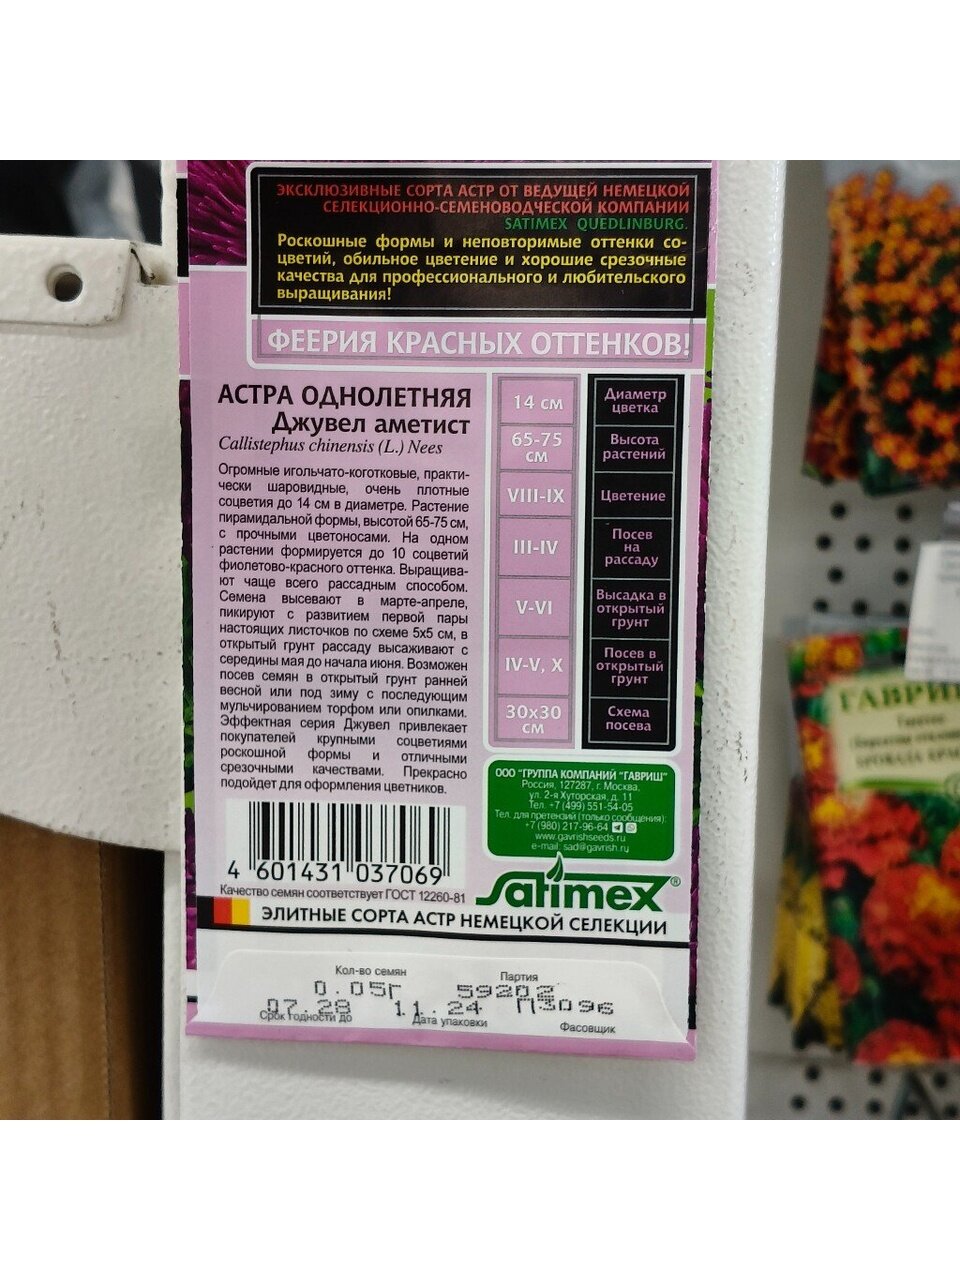 ЭКСКЛЮЗИВНЫЕ СОРТА АСТР ОТ ВЕДУЩЕЙ НЕМЕЦКОЙ
СЕЛЕКЦИОННО-СЕМЕНОВОДЧЕСКОЙ КОМПАНИИ
SATIMEX QUEDLINBURG.
Роскошные формы и неповторимые оттенки со-
цветий, обильное цветение и хорошие срезочные
качества для профессионального и любительского
выращивания!
ФЕЕРИЯ КРАСНЫХ ОТТЕНКОВ!
АСТРА ОДНОЛЕТНЯЯ
Джувел аметист
Callistephus chinensis (L.) Nees
Огромные игольчато-коготковые, практи-
чески шаровидные, очень плотные
соцветия до 14 см в диаметре. Растение
пирамидальной формы, высотой 65-75 см,
с прочными цветоносами. На одном
растении формируется до 10 соцветий
фиолетово-красного оттенка. Выращива-
ют чаще всего рассадным способом.
Семена высевают в марте-апреле,
пикируют с развитием первой пары
настоящих листочков по схеме 5х5 см, в
открытый грунт рассаду высаживают с
середины мая до начала июня. Возможен
посев семян в открытый грунт ранней
весной или под зиму с последующим
мульчированием торфом или опилками.
Эффектная серия Джувел привлекает
покупателей крупными соцветиями
роскошной формы и отличными
срезочными качествами. Прекрасно
подойдет для оформления цветников.
14 см
Диаметр
цветка
65-75
см
Высота
растений
VIII-IX
Цветение
III-IV
Посев
на
рассаду
V-VI
Высадка в
открытый
грунт
IV-V, X
Посев в
открытый
грунт
30х30
см
Схема
посева
ООО "ГРУППА КОМПАНИЙ "ГАВРИШ"
Россия, 127287, г. Москва,
ул. 2-я Хуторская, д. 11
Тел. +7 (499) 551-54-05
Тел. для претензий (только сообщения):
+7 (980) 217-96-64
www.gavrishseeds.ru
e-mail: sad@gavrish.ru
4 601431 037069
Качество семян соответствует ГОСТ 12260-81
Satimex®
ЭЛИТНЫЕ СОРТА АСТР НЕМЕЦКОЙ СЕЛЕКЦИИ
Кол-во семян
Партия
0.05Г 59202
07.28 11.24 П3096
Срок годности до
Дата упаковки
Фасовщик
ГАВРИШ